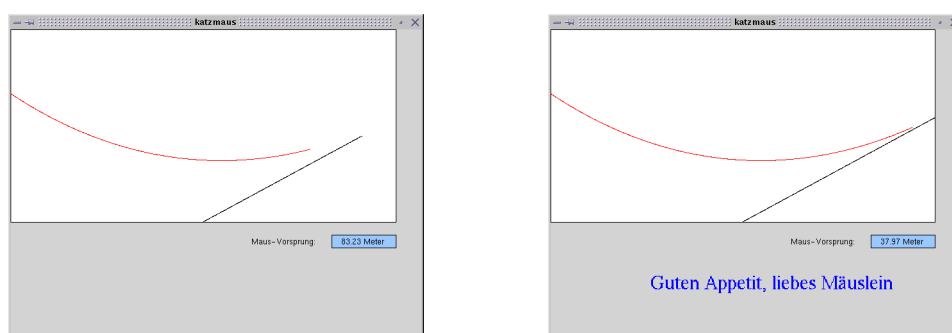 katzmaus
Maus-Vorsprung: 83.23 Meter
katzmaus
Maus-Vorsprung: 37.97 Meter
Guten Appetit, liebes Mäuslein